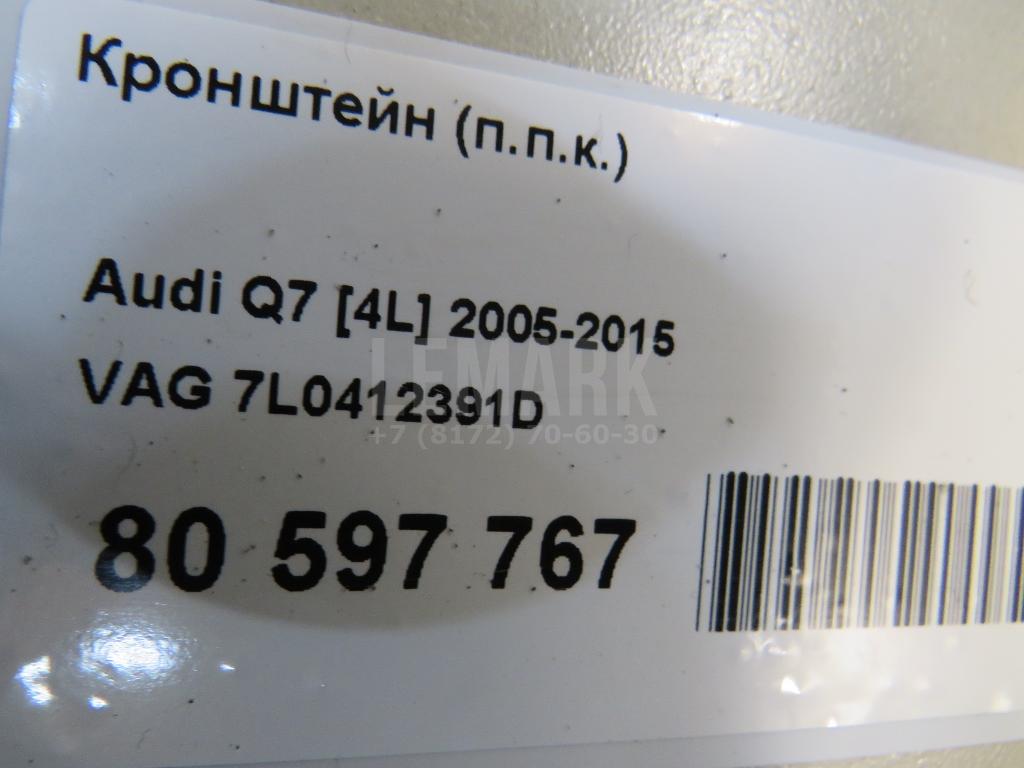 Кронштейн (п.п.к.)
Audi Q7 [4L] 2005-2015
VAG 7L0412391D
LEMARK
+7 (8172) 70-60-30
80 597 767